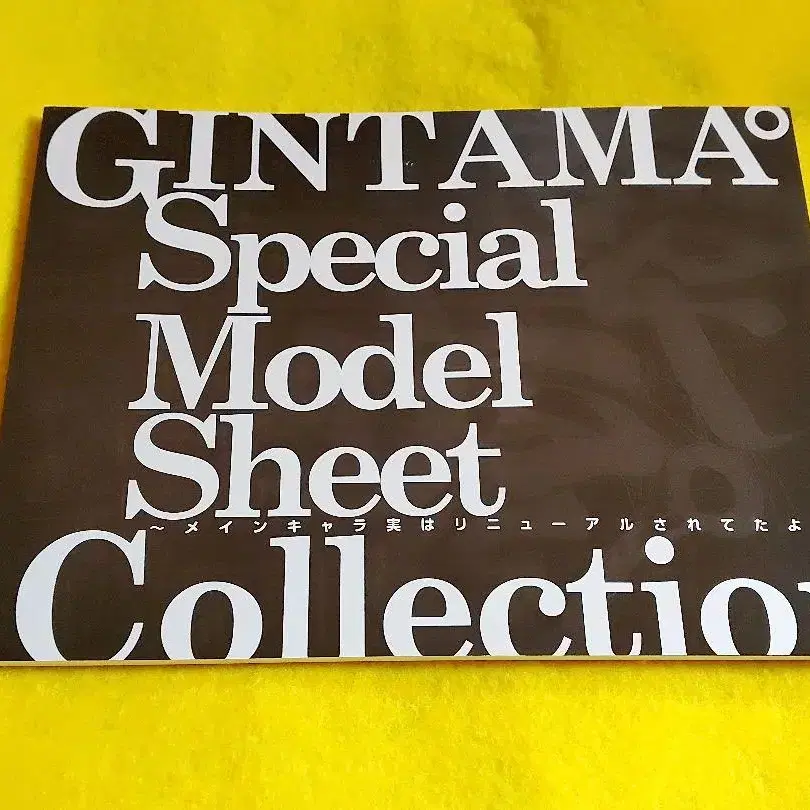 GINTAMA°
Special
Model
Sheet
～メインキャラ実はリニューアルされてたよ
Collectio